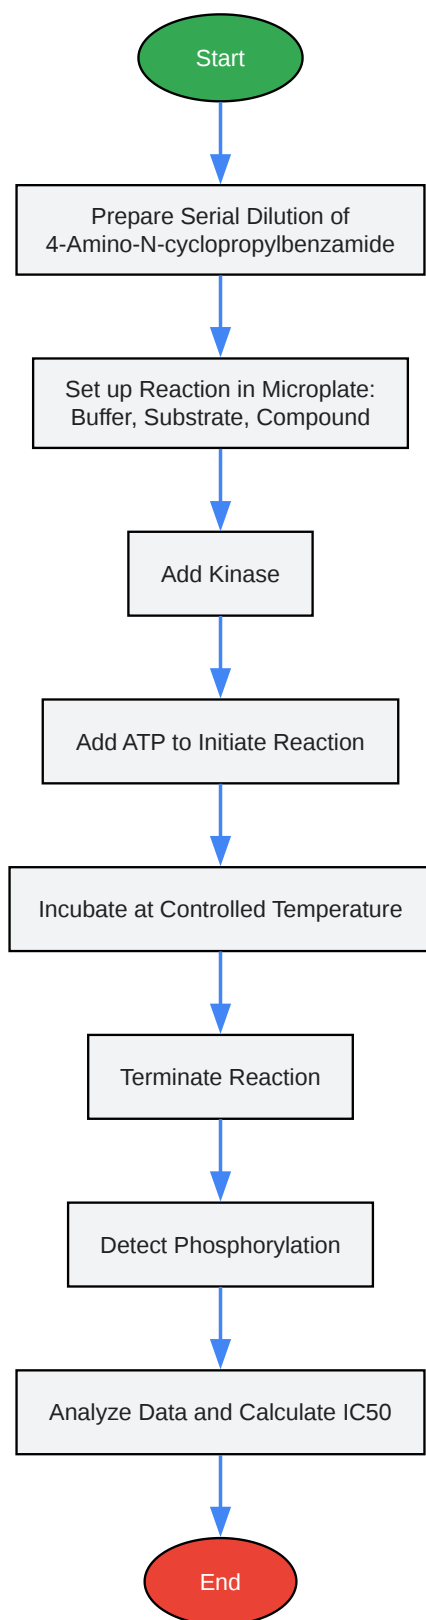 Start
Prepare Serial Dilution of
4-Amino-N-cyclopropylbenzamide
Set up Reaction in Microplate:
Buffer, Substrate, Compound
Add Kinase
Add ATP to Initiate Reaction
Incubate at Controlled Temperature
Terminate Reaction
Detect Phosphorylation
Analyze Data and Calculate IC50
End